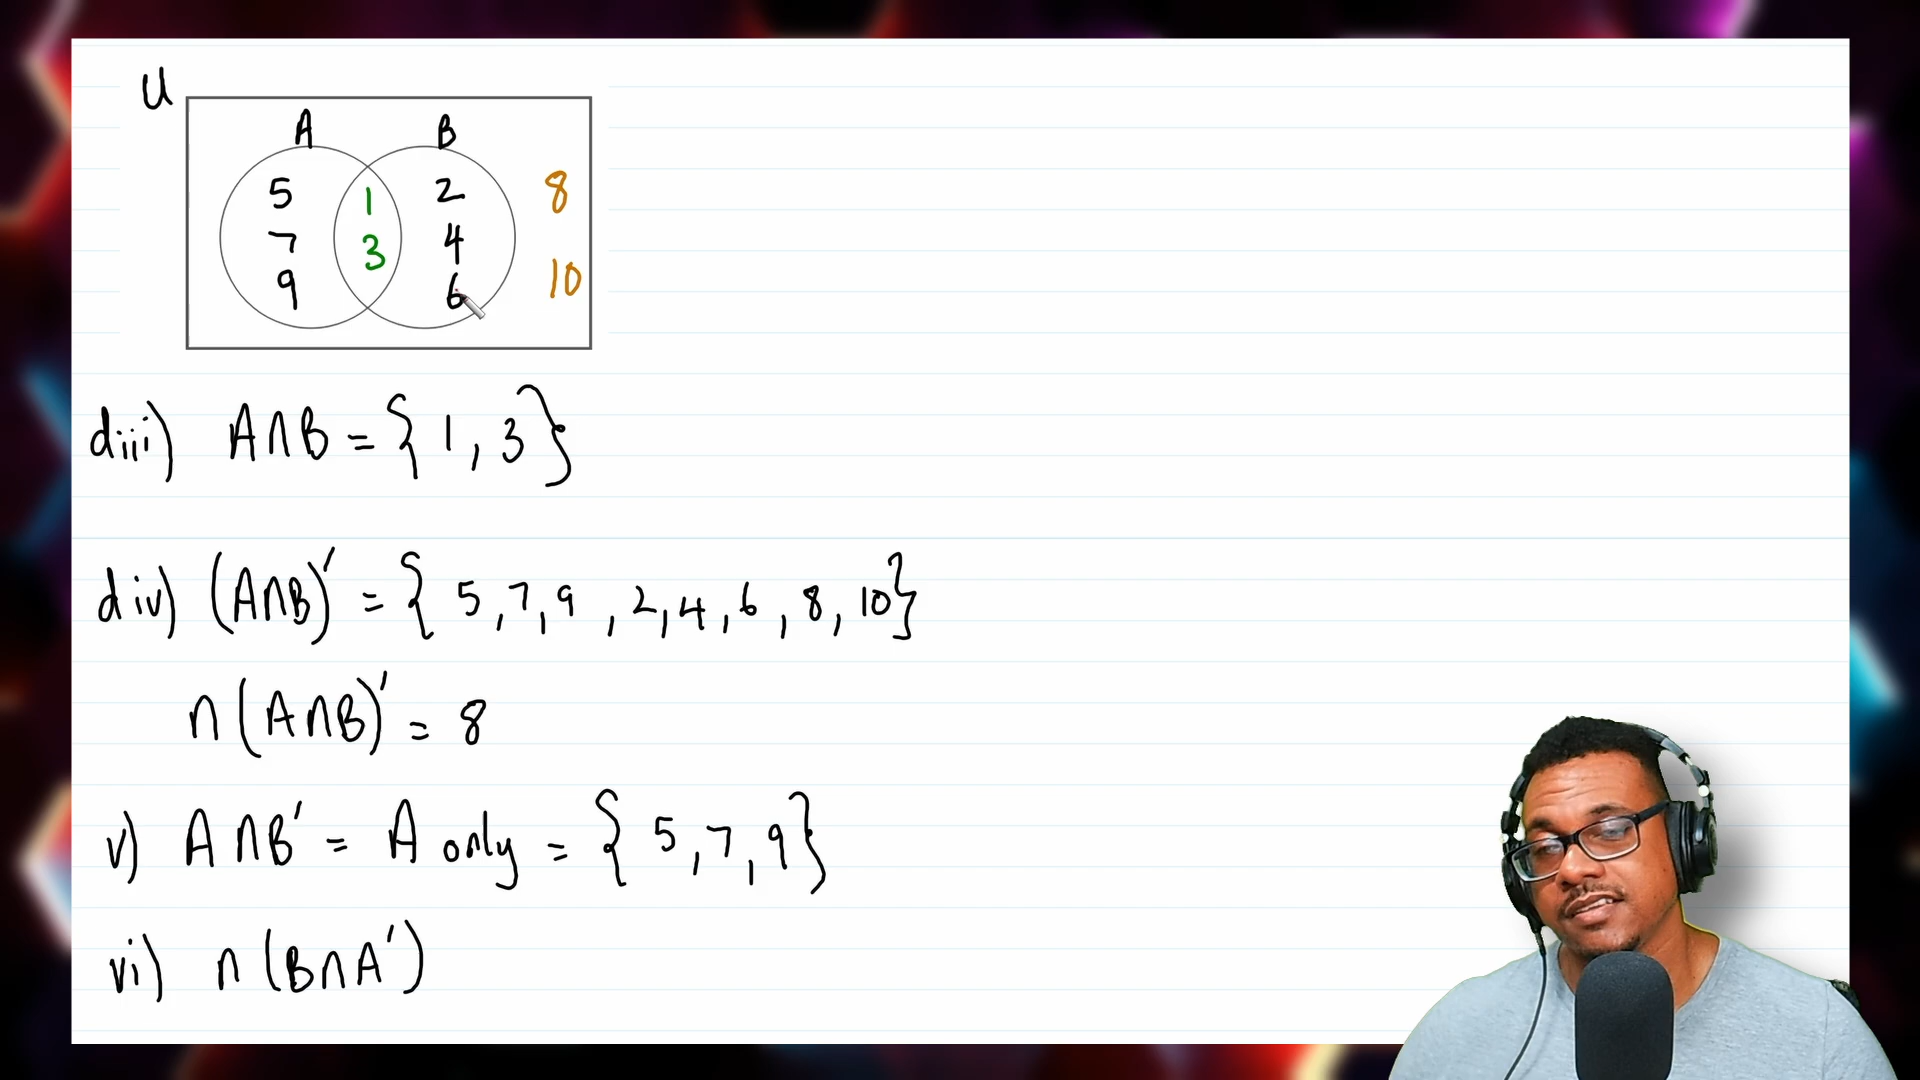 U
A B
5 1 2 8
7 3 4
9 6 10
diii) A∩B = { 1 , 3 }
div) (A∩B)′ = { 5 , 7 , 9 , 2 , 4 , 6 , 8 , 10 }
n (A∩B)′ = 8
v) A ∩B′ = A only = { 5 , 7 , 9 }
vi) n (B∩A′)